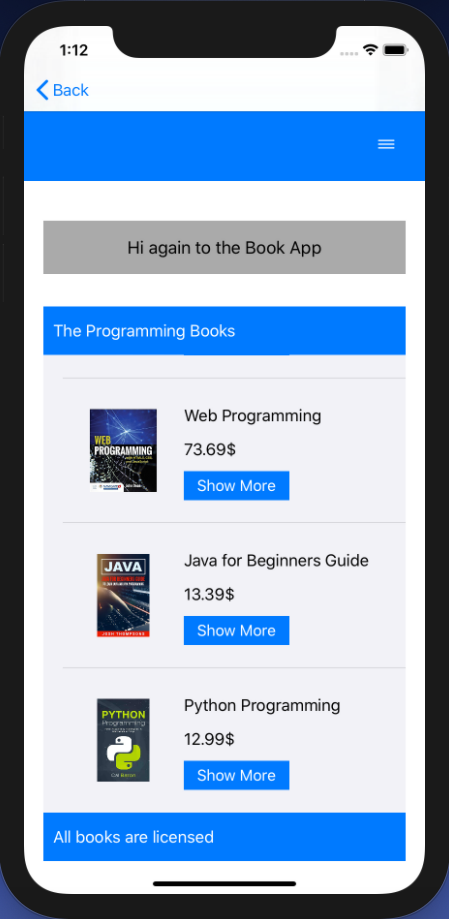 1:12
Back
Hi again to the Book App
The Programming Books
WEB
PROGRAMMING
Web Programming
73.69$
Show More
JAVA
JOSH THOMPSONS
Java for Beginners Guide
13.39$
Show More
PYTHON
Programming
Python Programming
12.99$
Show More
All books are licensed